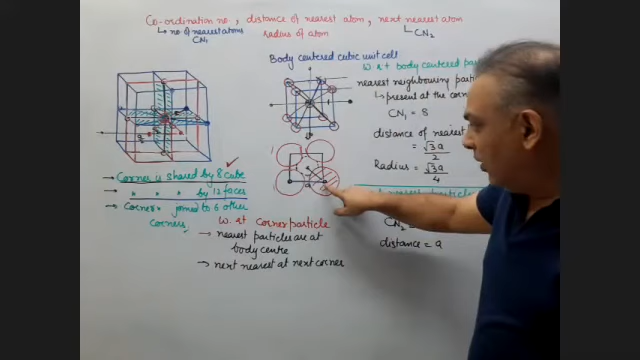 Co-ordination no, distance of nearest atom, next nearest atom
↳ no of nearest atoms
CN₁
radius of atom
↳ CN₂
Body centered cubic unit cell
W.r.t body centered
nearest neighbouring
↳ present at the
CN₁ = 8
distance of nearest
= √3a/2
Radius = √3a/4
distance = a
Corner is shared by 8 cube
→ " " " by 12 faces
→ Corner joined to 6 other
corners.
W.r.t Corner particle
→ nearest particles are at
body centre
→ next nearest at next corner
a